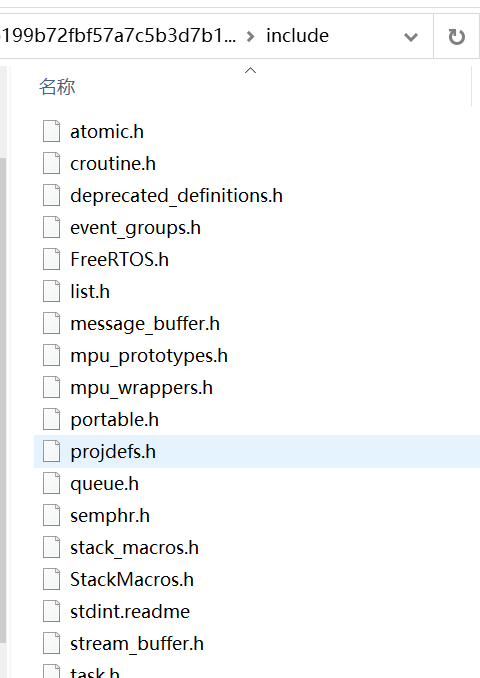 199b72fbf57a7c5b3d7b1... > include
名称
atomic.h
croutine.h
deprecated_definitions.h
event_groups.h
FreeRTOS.h
list.h
message_buffer.h
mpu_prototypes.h
mpu_wrappers.h
portable.h
projdefs.h
queue.h
semphr.h
stack_macros.h
StackMacros.h
stdint.readme
stream_buffer.h
task.h